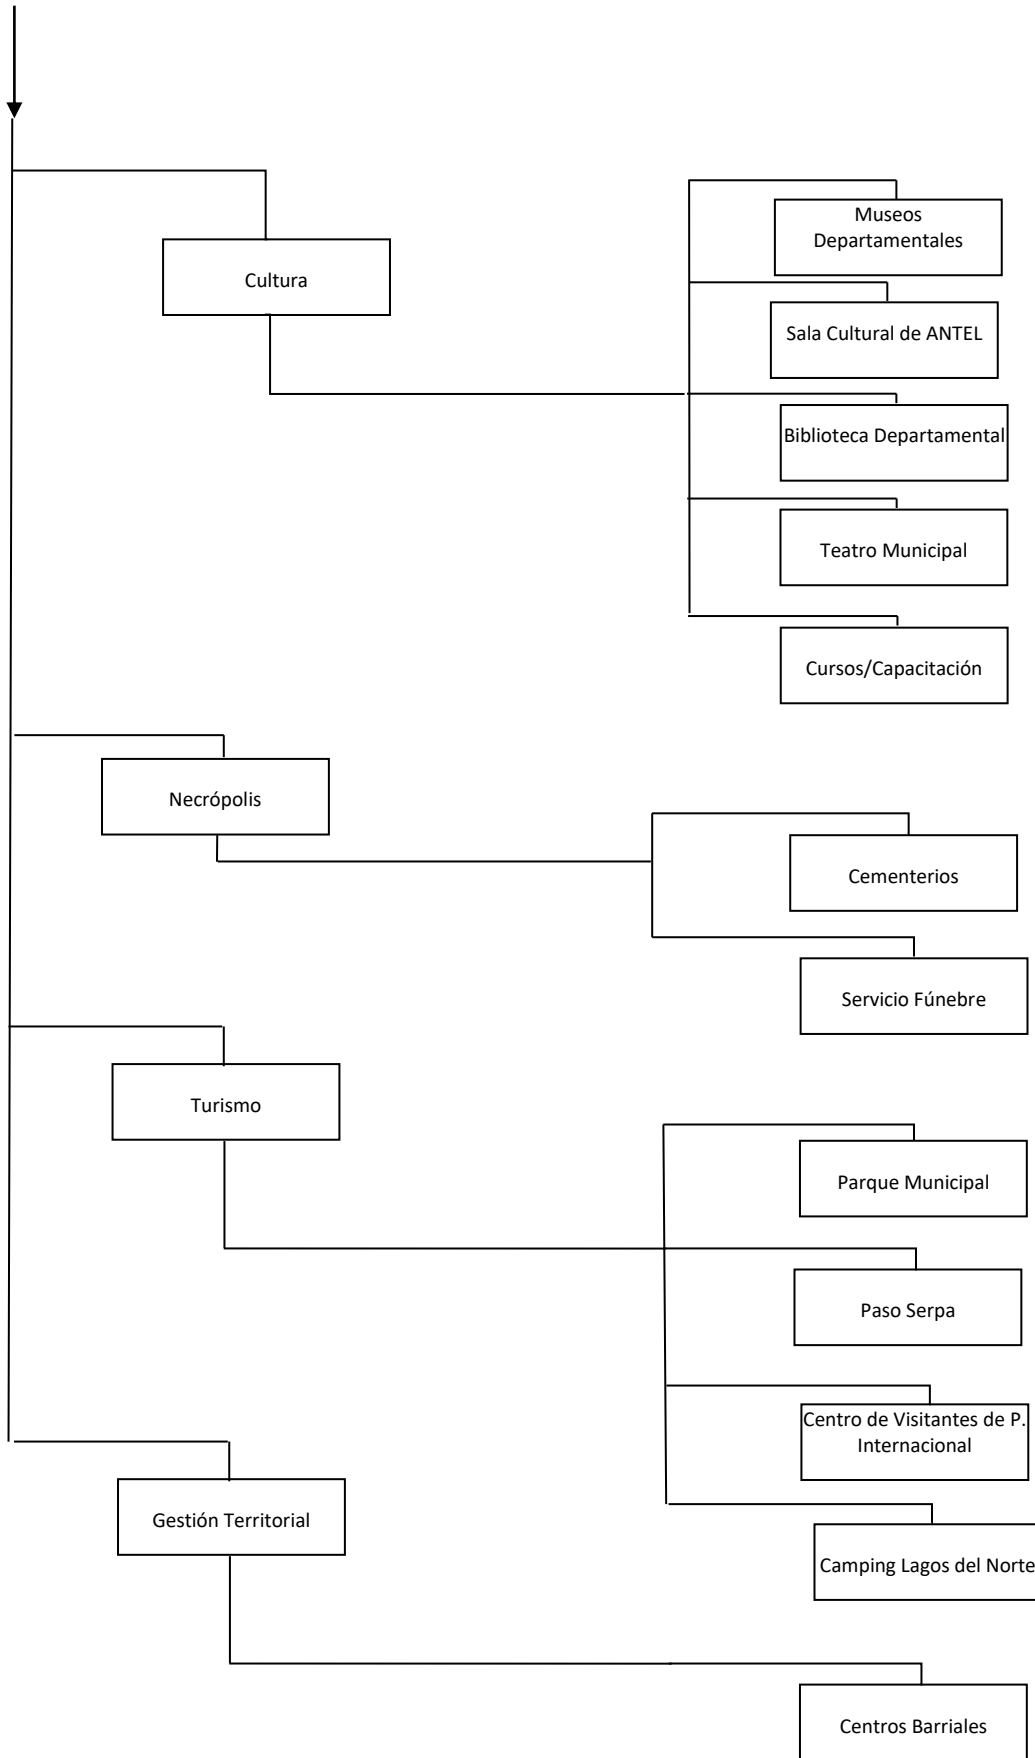 Museos
Departamentales
Cultura
Sala Cultural de ANTEL
Biblioteca Departamental
Teatro Municipal
Cursos/Capacitación
Necrópolis
Cementerios
Servicio Fúnebre
Turismo
Parque Municipal
Paso Serpa
Centro de Visitantes de P.
Internacional
Gestión Territorial
Camping Lagos del Norte
Centros Barriales